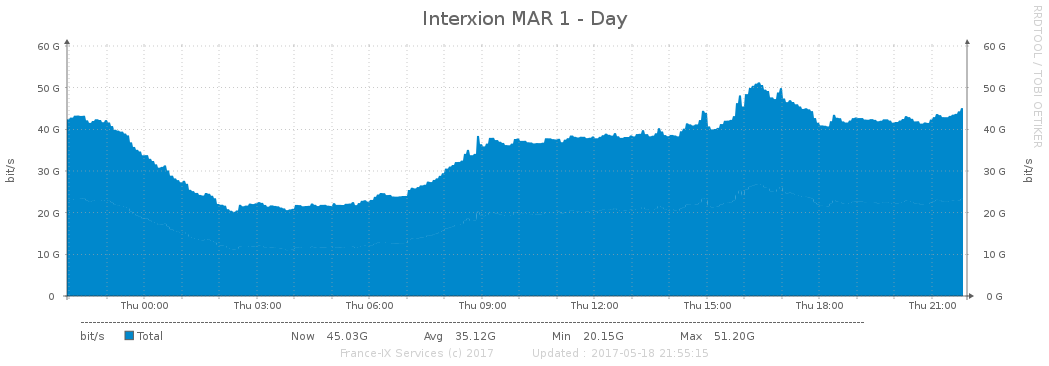 Interxion MAR 1 - Day
RRDTOOL / TOBI OETIKER
60 G 60 G
50 G 50 G
40 G 40 G
30 G 30 G
20 G 20 G
10 G 10 G
0 0 G
bit/s bit/s
Thu 00:00 Thu 03:00 Thu 06:00 Thu 09:00 Thu 12:00 Thu 15:00 Thu 18:00 Thu 21:00
bit/s Total Now 45.03G Avg 35.12G Min 20.15G Max 51.20G
France-IX Services (c) 2017 Updated : 2017-05-18 21:55:15